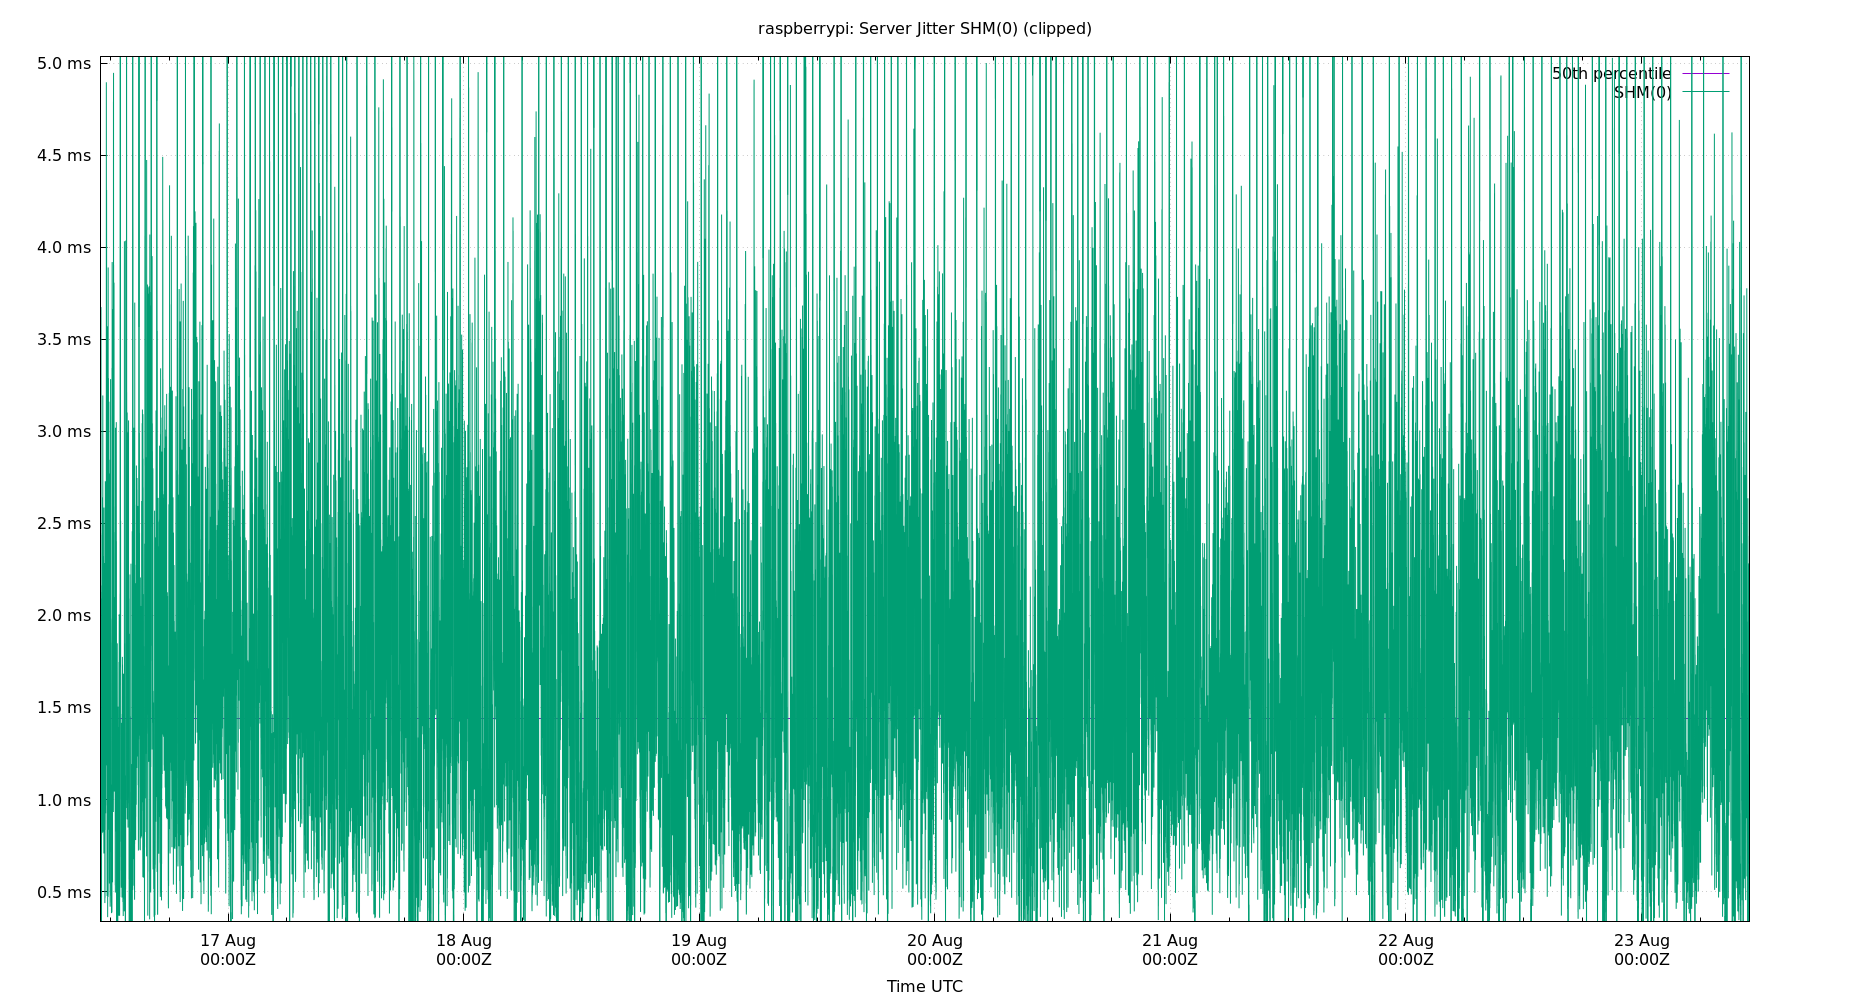 raspberrypi: Server Jitter SHM(0) (clipped)
5.0 ms
4.5 ms
4.0 ms
3.5 ms
3.0 ms
2.5 ms
2.0 ms
1.5 ms
1.0 ms
0.5 ms
50th percentile
SHM(0)
17 Aug
00:00Z
18 Aug
00:00Z
19 Aug
00:00Z
20 Aug
00:00Z
21 Aug
00:00Z
22 Aug
00:00Z
23 Aug
00:00Z
Time UTC